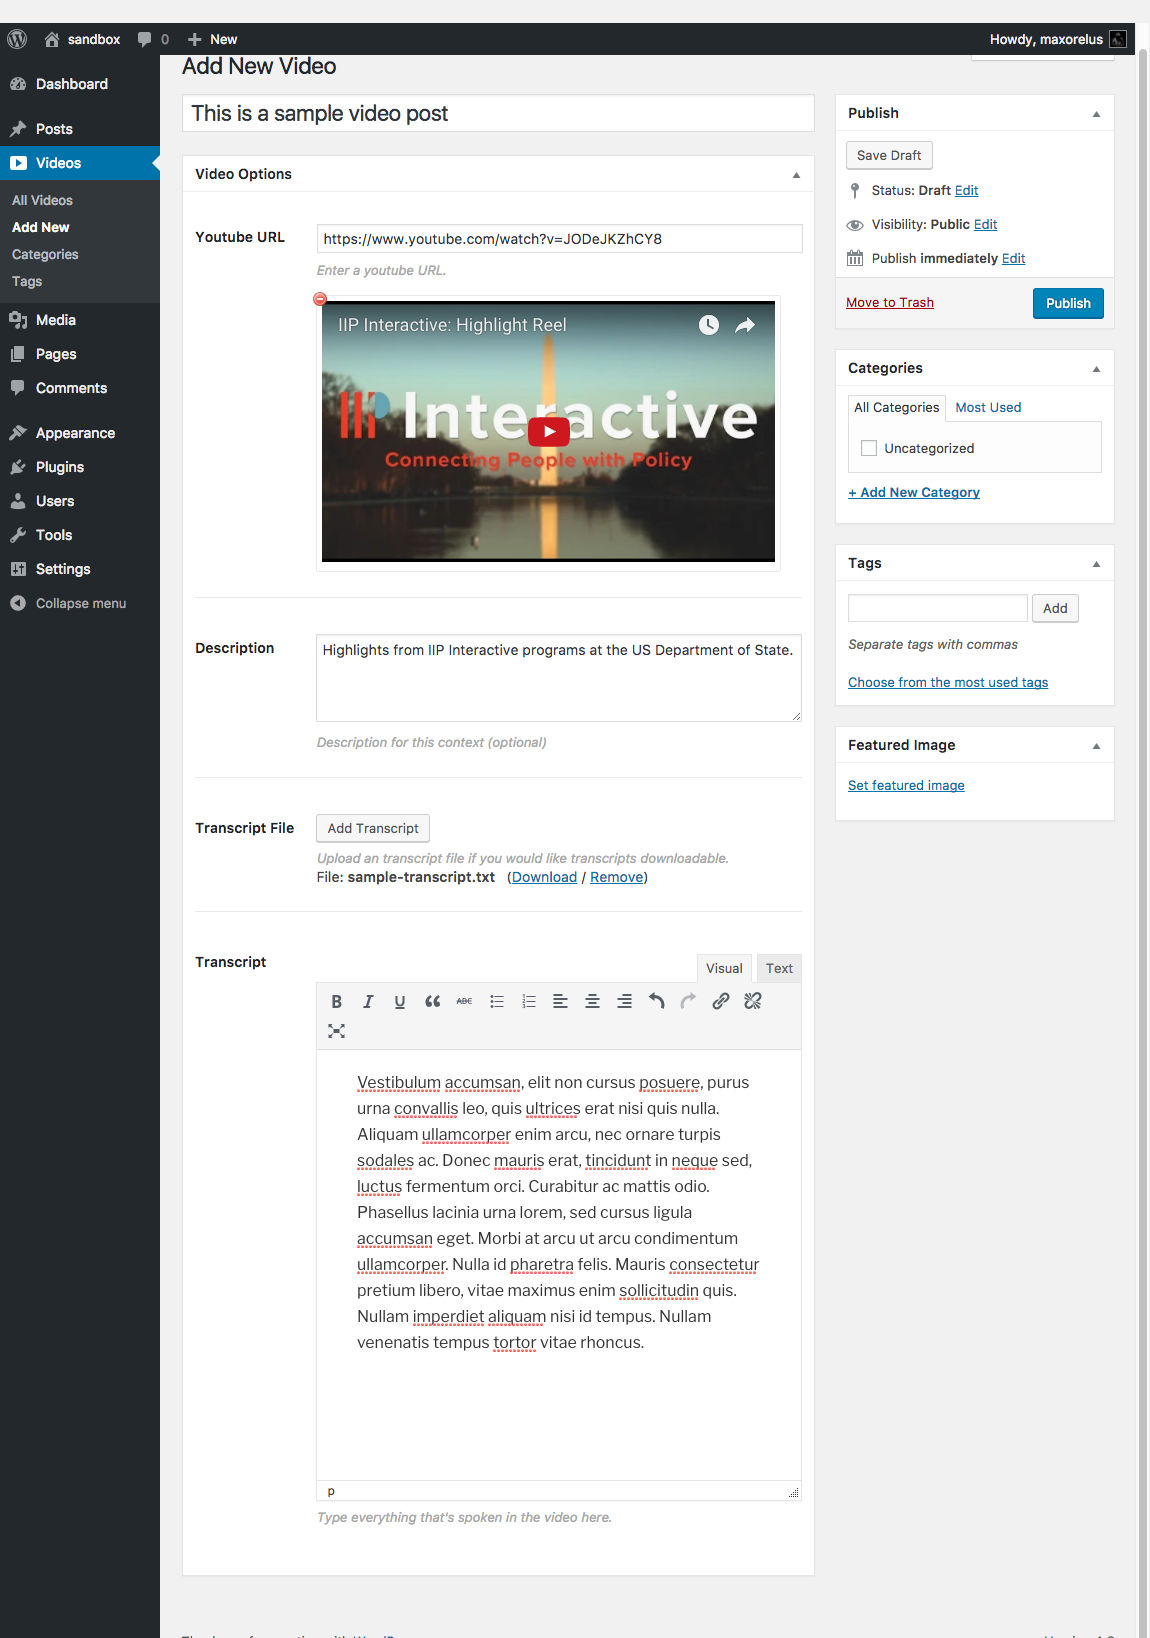 sandbox 0 New Howdy, maxorelus
Add New Video
Dashboard
Posts
Videos
All Videos
Add New
Categories
Tags
Media
Pages
Comments
Appearance
Plugins
Users
Tools
Settings
Collapse menu
This is a sample video post
Video Options
Youtube URL
https://www.youtube.com/watch?v=JODeJKZhCY8
Enter a youtube URL.
IIP Interactive: Highlight Reel
IIP Interactive
Connecting People with Policy
Description
Highlights from IIP Interactive programs at the US Department of State.
Description for this context (optional)
Transcript File
Add Transcript
Upload an transcript file if you would like transcripts downloadable.
File: sample-transcript.txt (Download / Remove)
Transcript
Visual Text
B I U ABC
Vestibulum accumsan, elit non cursus posuere, purus
urna convallis leo, quis ultrices erat nisi quis nulla.
Aliquam ullamcorper enim arcu, nec ornare turpis
sodales ac. Donec mauris erat, tincidunt in neque sed,
luctus fermentum orci. Curabitur ac mattis odio.
Phasellus lacinia urna lorem, sed cursus ligula
accumsan eget. Morbi at arcu ut arcu condimentum
ullamcorper. Nulla id pharetra felis. Mauris consectetur
pretium libero, vitae maximus enim sollicitudin quis.
Nullam imperdiet aliquam nisi id tempus. Nullam
venenatis tempus tortor vitae rhoncus.
p
Type everything that's spoken in the video here.
Publish
Save Draft
Status: Draft Edit
Visibility: Public Edit
Publish immediately Edit
Move to Trash
Publish
Categories
All Categories Most Used
Uncategorized
+ Add New Category
Tags
Add
Separate tags with commas
Choose from the most used tags
Featured Image
Set featured image